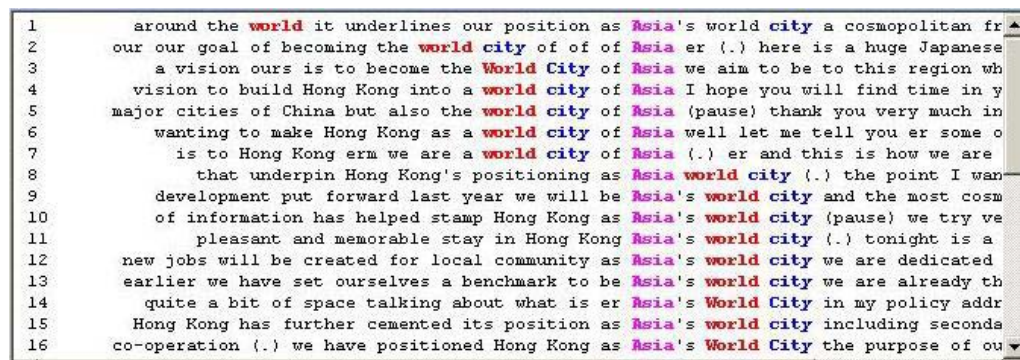 1 around the world it underlines our position as Asia's world city a cosmopolitan fr
2 our our goal of becoming the world city of of of Asia er (.) here is a huge Japanese
3 a vision ours is to become the World City of Asia we aim to be to this region wh
4 vision to build Hong Kong into a world city of Asia I hope you will find time in y
5 major cities of China but also the world city of Asia (pause) thank you very much in
6 wanting to make Hong Kong as a world city of Asia well let me tell you er some o
7 is to Hong Kong erm we are a world city of Asia (.) er and this is how we are
8 that underpin Hong Kong's positioning as Asia world city (.) the point I wan
9 development put forward last year we will be Asia's world city and the most cosm
10 of information has helped stamp Hong Kong as Asia's world city (pause) we try ve
11 pleasant and memorable stay in Hong Kong Asia's world city (.) tonight is a
12 new jobs will be created for local community as Asia's world city we are dedicated
13 earlier we have set ourselves a benchmark to be Asia's world city we are already th
14 quite a bit of space talking about what is er Asia's World City in my policy addr
15 Hong Kong has further cemented its position as Asia's world city including seconda
16 co-operation (.) we have positioned Hong Kong as Asia's World City the purpose of ou